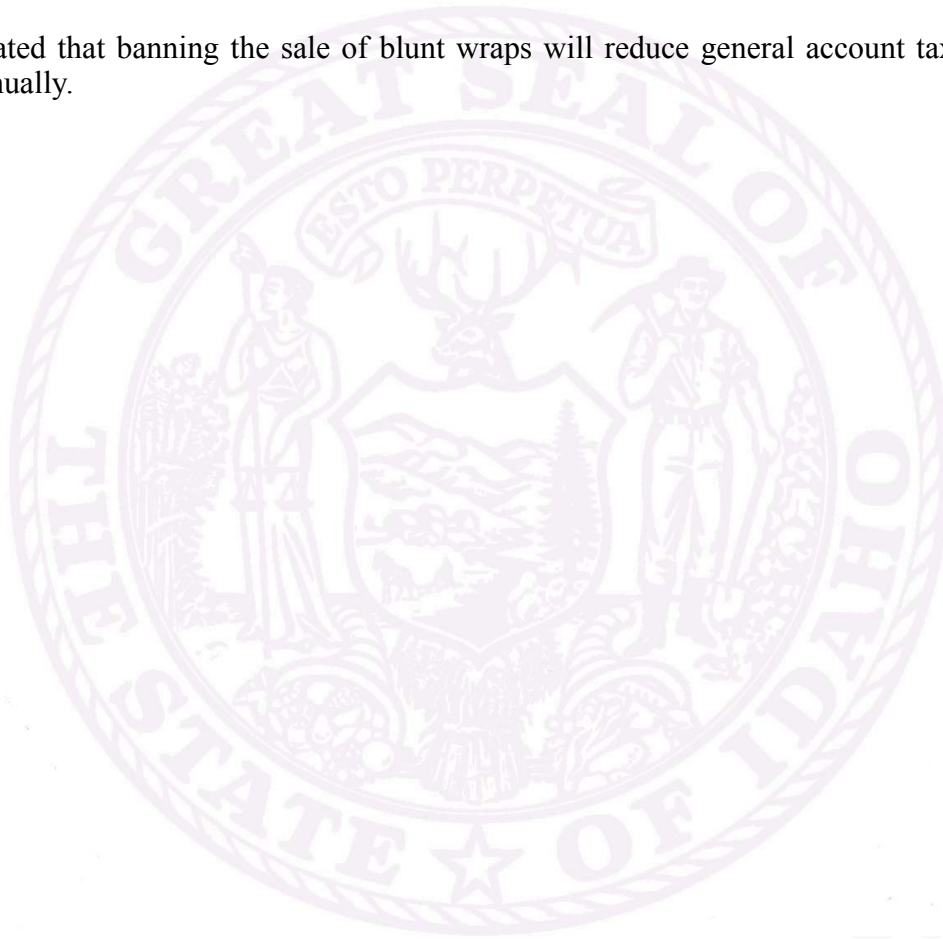 ated that banning the sale of blunt wraps will reduce general account tax
nually.
GREAT SEAL OF
ESTO PERPETUA
THE STATE OF IDAHO